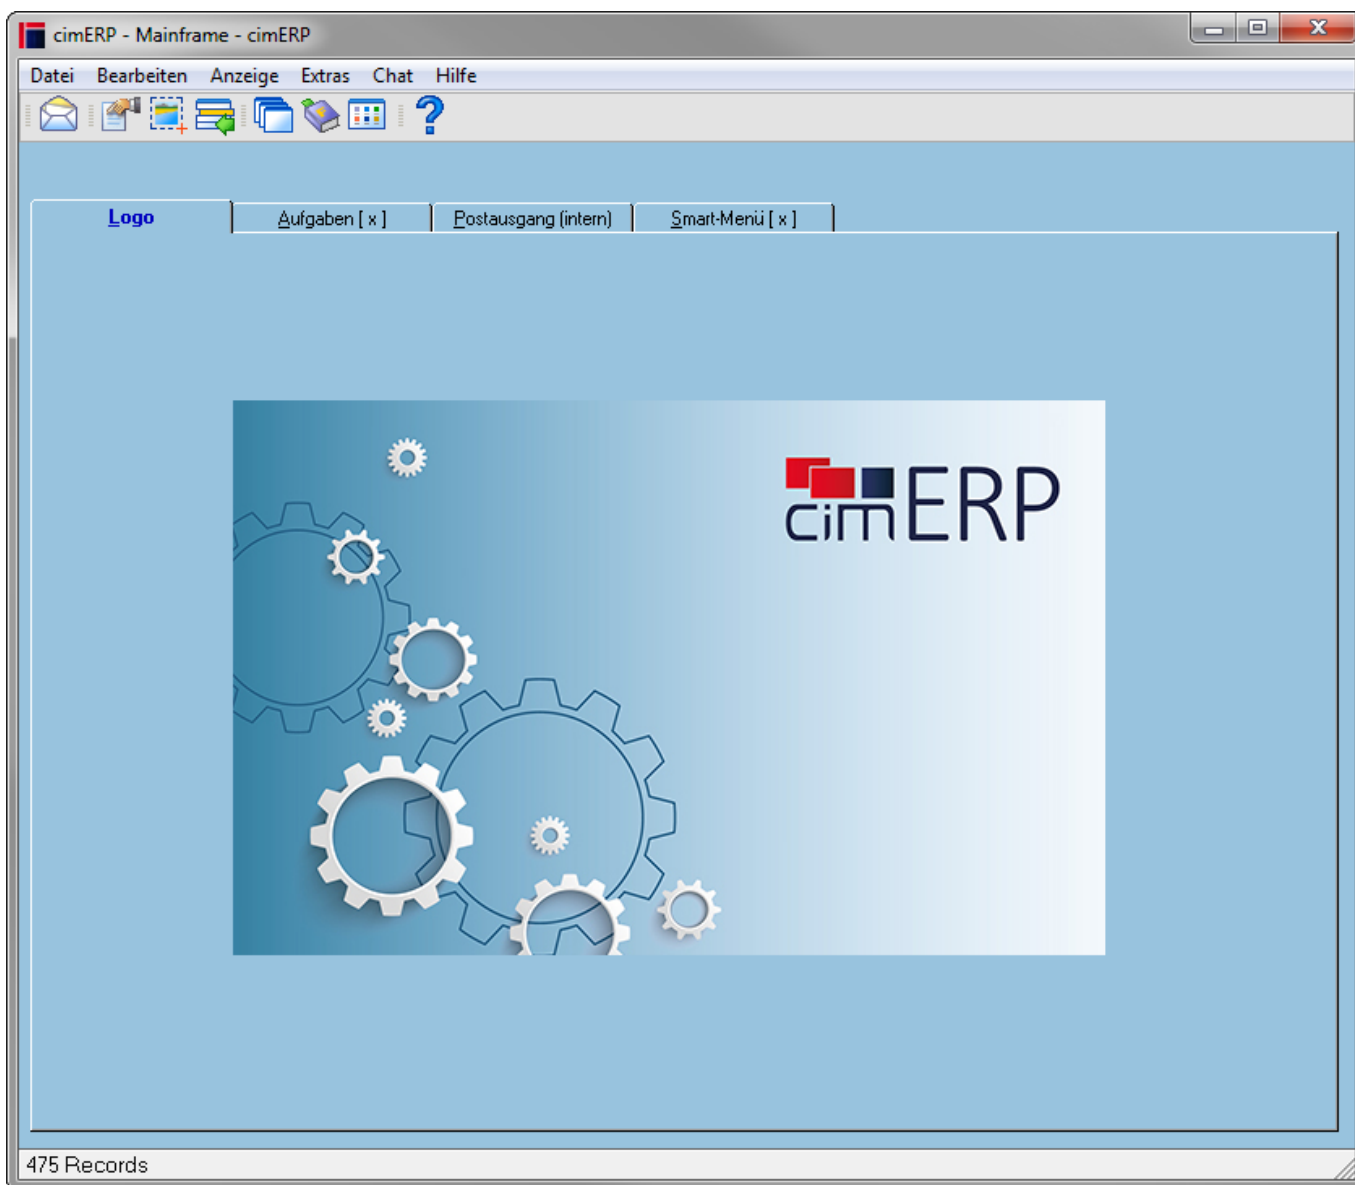 cimERP - Mainframe - cimERP
Datei Bearbeiten Anzeige Extras Chat Hilfe
Logo Aufgaben [ x ] Postausgang (intern) Smart-Menü [ x ]
cimERP
475 Records